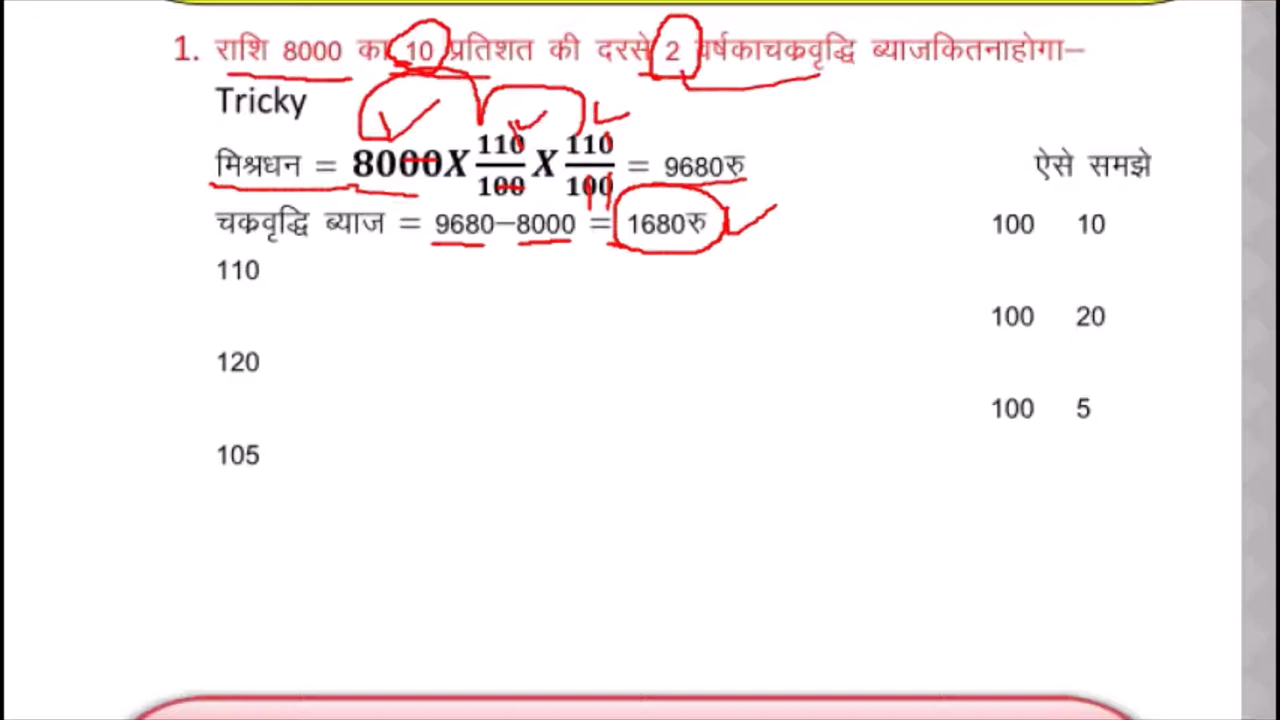 1. राशि 8000 का 10 प्रतिशत की दरसे 2 वर्षकाचक्रवृद्धि ब्याजकितनाहोगा–
Tricky
मिश्रधन = 8000X 110/100 X 110/100 = 9680रु ऐसे समझे
चक्रवृद्धि ब्याज = 9680–8000 = 1680रु 100 10
110
100 20
120
100 5
105